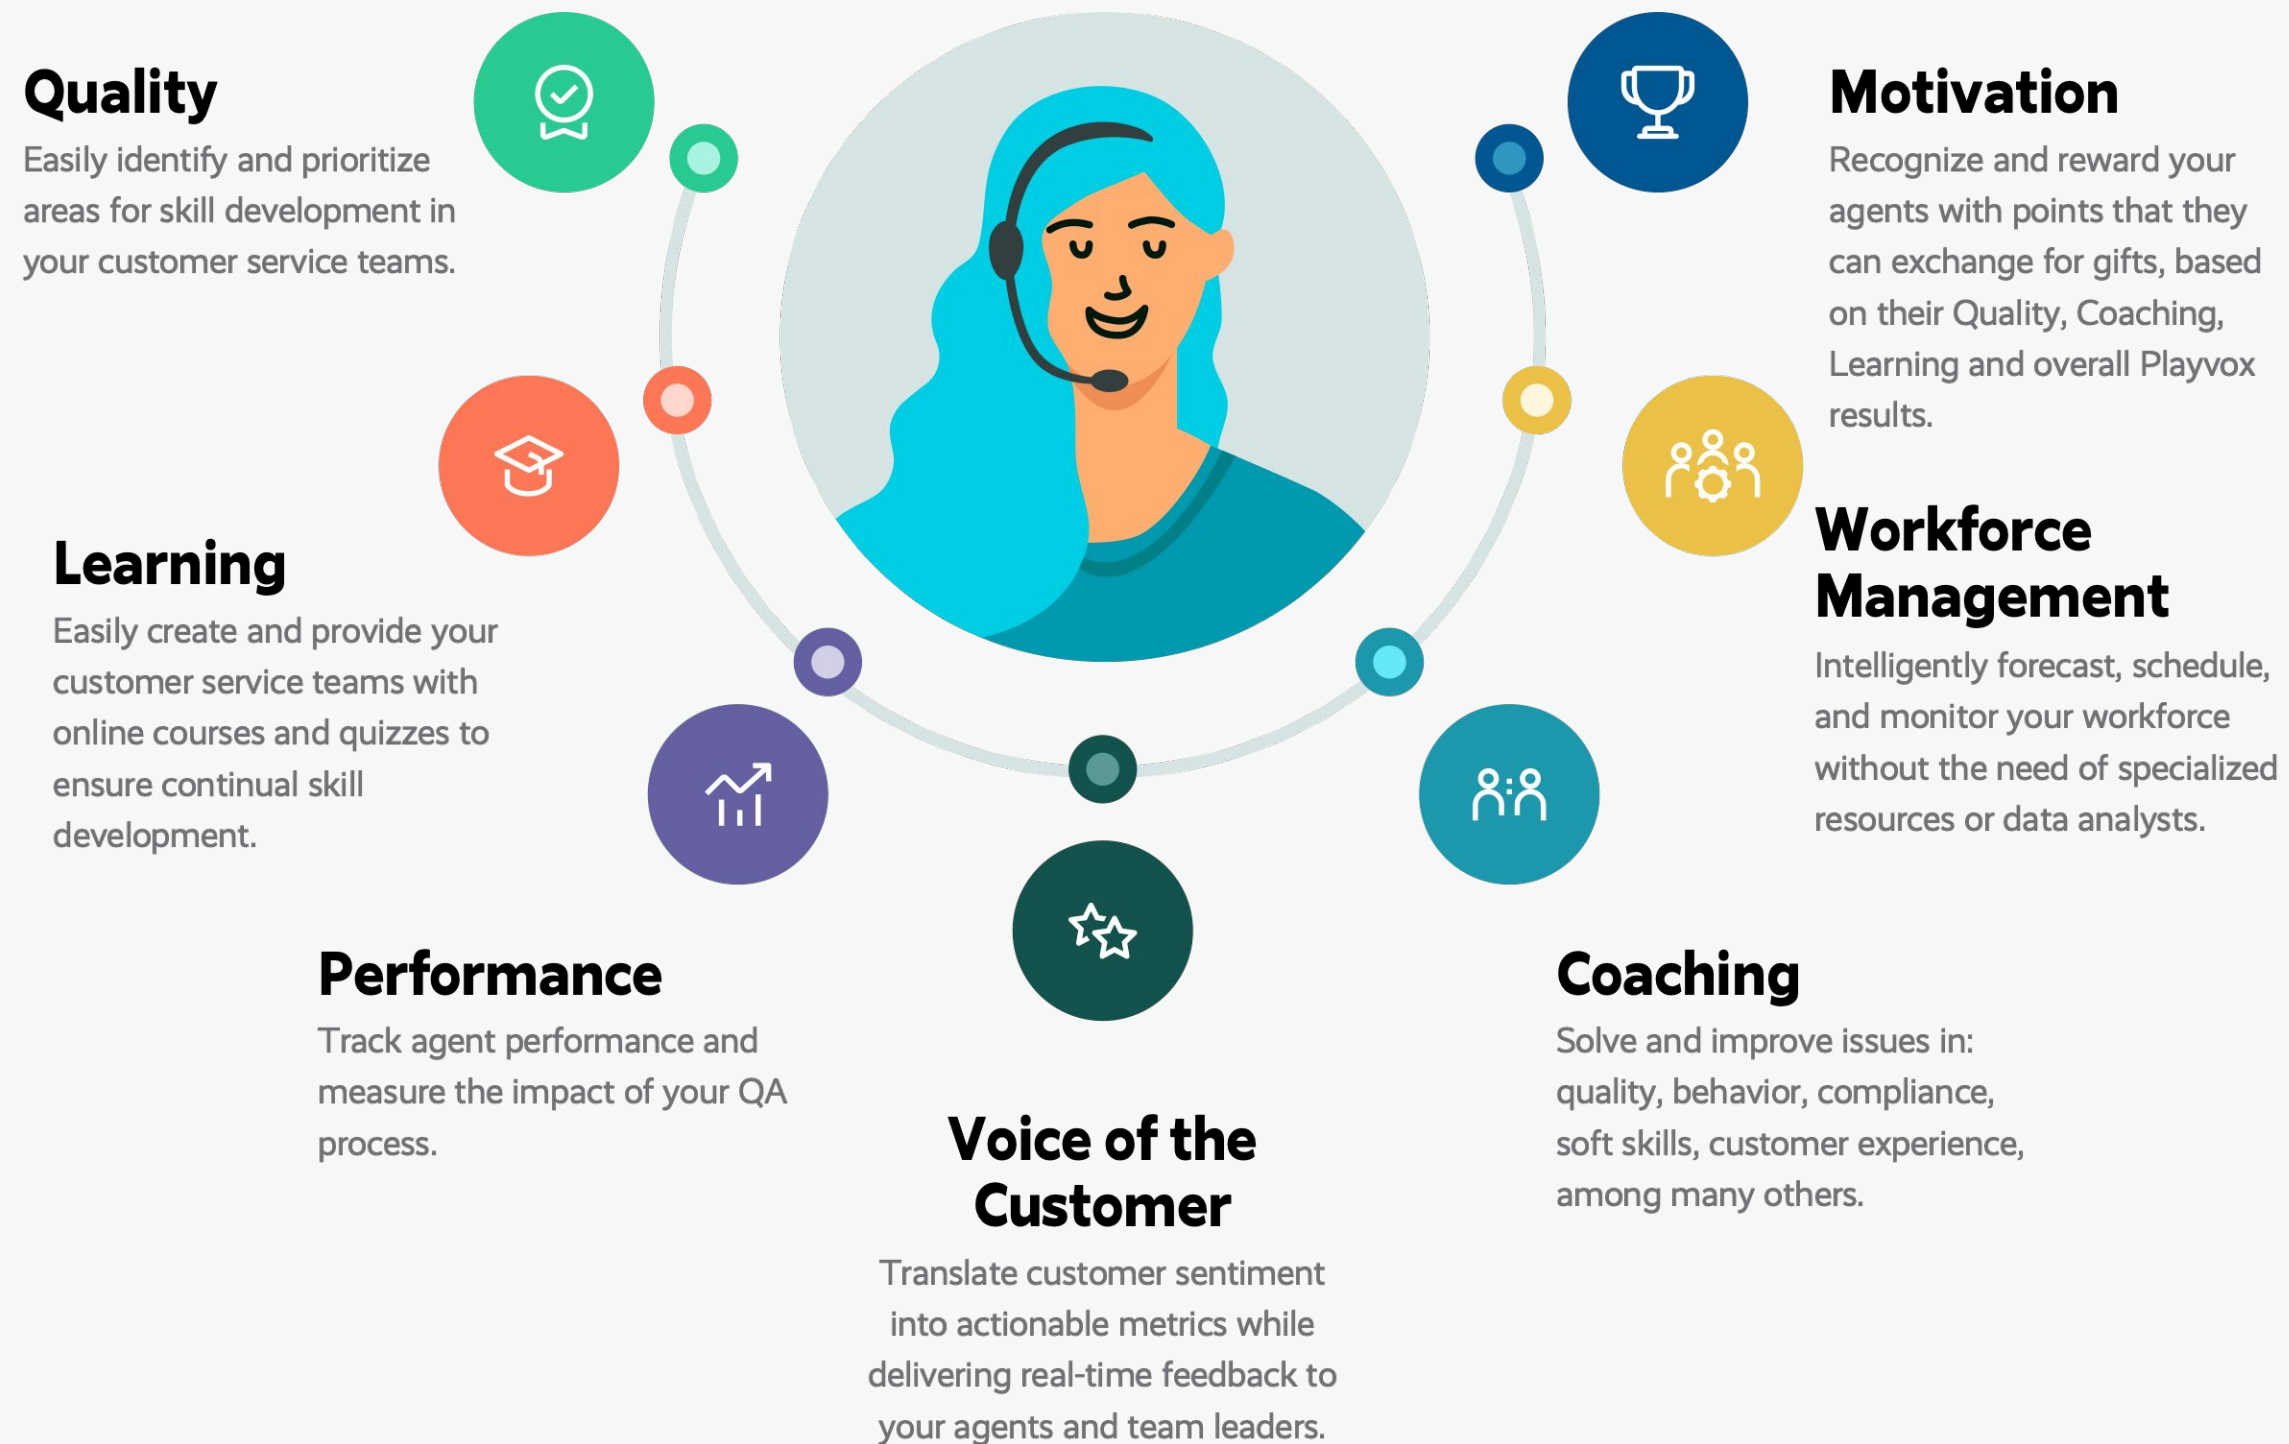 Quality
Easily identify and prioritize
areas for skill development in
your customer service teams.
Learning
Easily create and provide your
customer service teams with
online courses and quizzes to
ensure continual skill
development.
Performance
Track agent performance and
measure the impact of your QA
process.
Voice of the
Customer
Translate customer sentiment
into actionable metrics while
delivering real-time feedback to
your agents and team leaders.
Coaching
Solve and improve issues in:
quality, behavior, compliance,
soft skills, customer experience,
among many others.
Workforce
Management
Intelligently forecast, schedule,
and monitor your workforce
without the need of specialized
resources or data analysts.
Motivation
Recognize and reward your
agents with points that they
can exchange for gifts, based
on their Quality, Coaching,
Learning and overall Playvox
results.